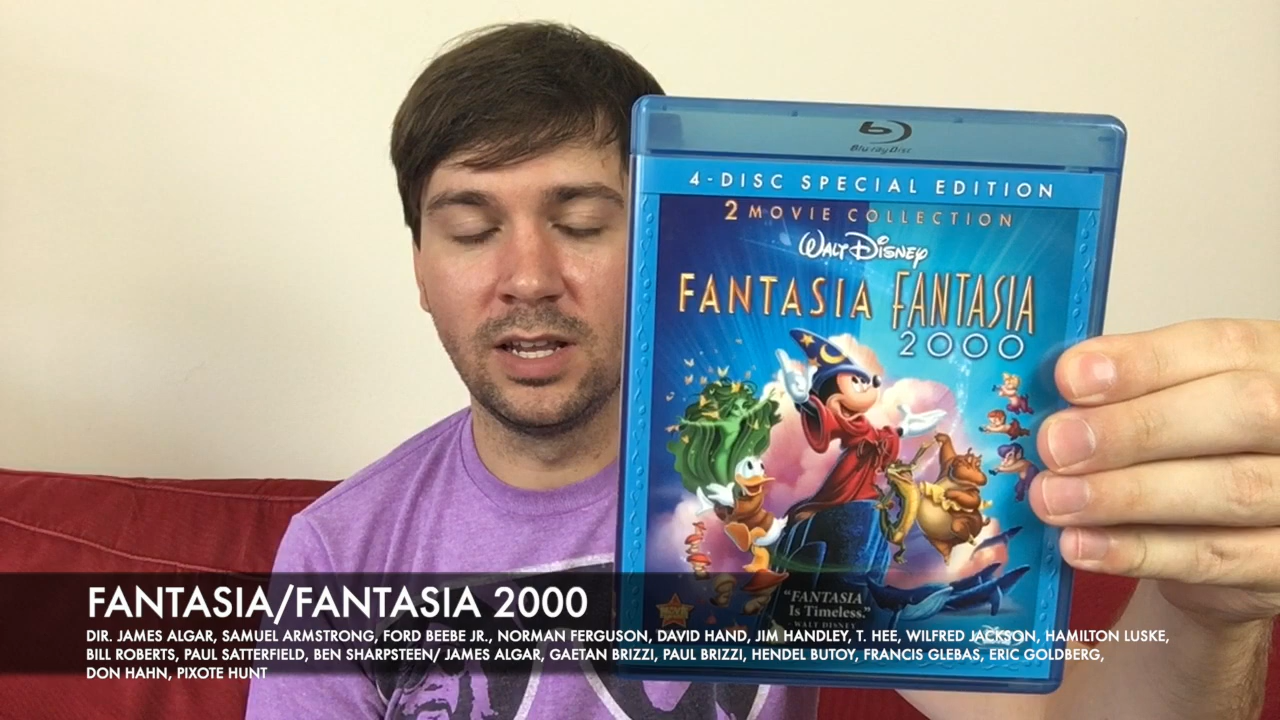 Blu-ray Disc
4-DISC SPECIAL EDITION
2 MOVIE COLLECTION
WALT DISNEY
FANTASIA FANTASIA
2000
"FANTASIA
Is Timeless."
- WALT DISNEY
FANTASIA/FANTASIA 2000
DIR. JAMES ALGAR, SAMUEL ARMSTRONG, FORD BEEBE JR., NORMAN FERGUSON, DAVID HAND, JIM HANDLEY, T. HEE, WILFRED JACKSON, HAMILTON LUSKE,
BILL ROBERTS, PAUL SATTERFIELD, BEN SHARPSTEEN/ JAMES ALGAR, GAETAN BRIZZI, PAUL BRIZZI, HENDEL BUTOY, FRANCIS GLEBAS, ERIC GOLDBERG,
DON HAHN, PIXOTE HUNT